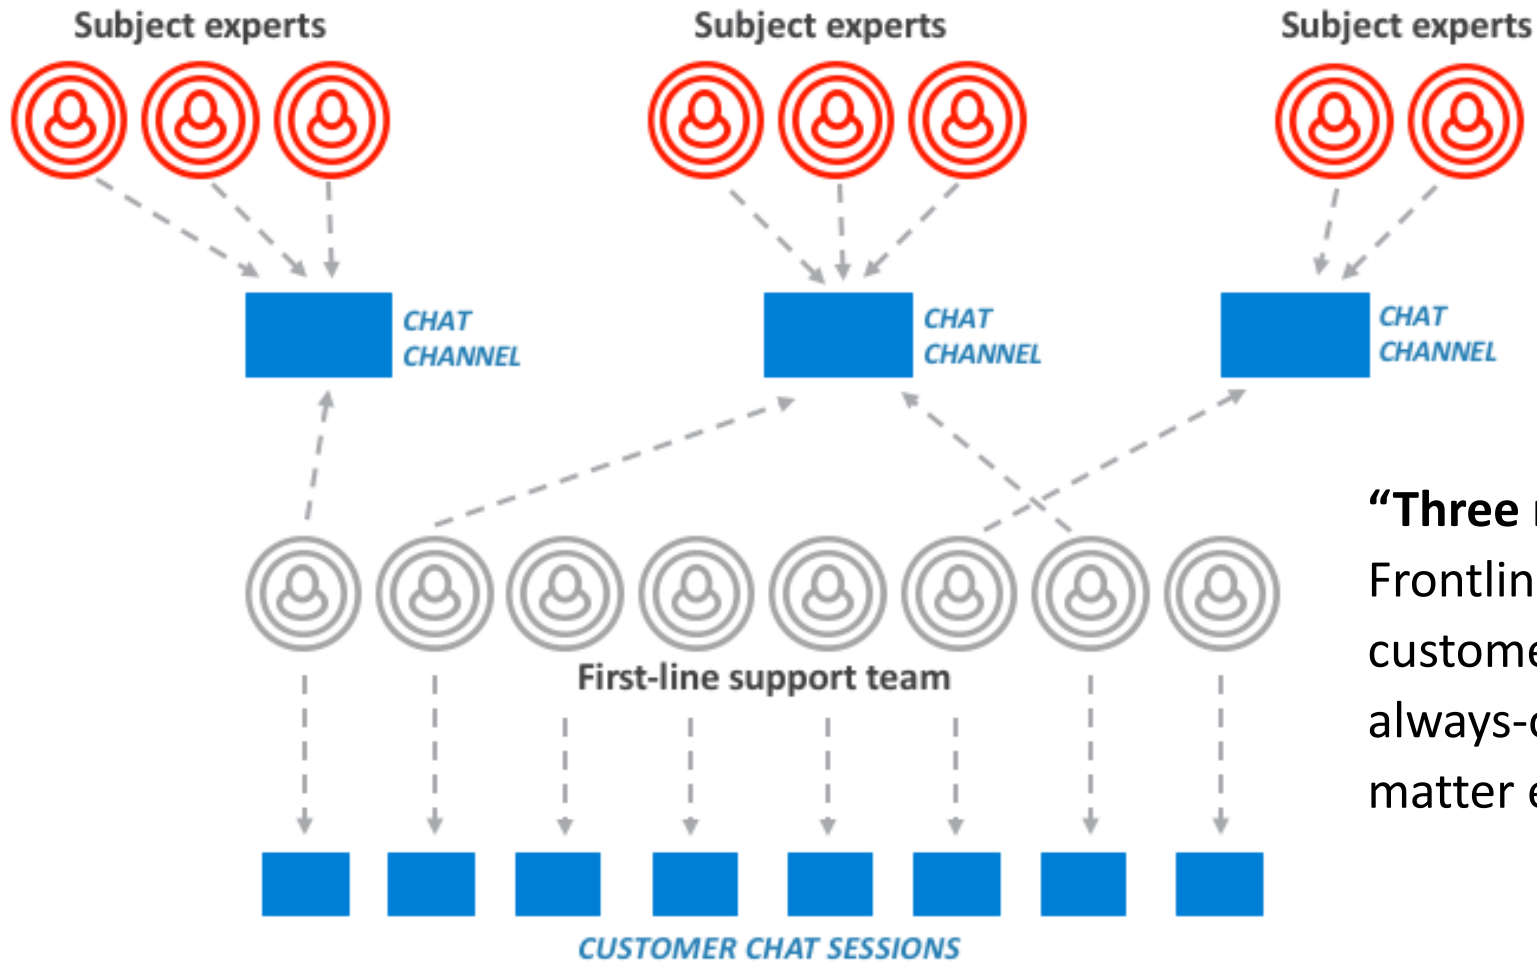 Subject experts
Subject experts
Subject experts
CHAT
CHANNEL
CHAT
CHANNEL
CHAT
CHANNEL
“Three
Frontlin
custome
always-
matter
First-line support team
CUSTOMER CHAT SESSIONS